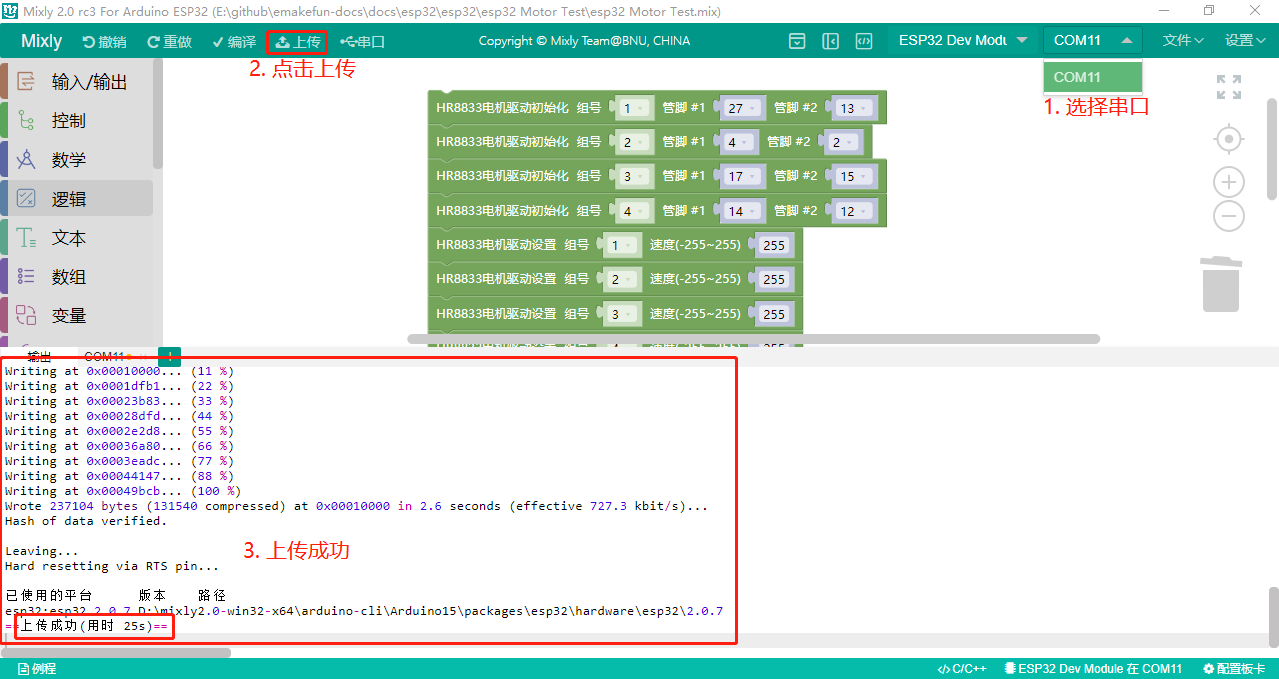 Mixly 2.0 rc3 For Arduino ESP32 (E:\github\emakefun-docs\docs\esp32\esp32\esp32 Motor Test\esp32 Motor Test.mix)
Mixly 撤销 重做 编译 上传 串口 Copyright © Mixly Team@BNU, CHINA ESP32 Dev Modu COM11 文件 设置
2. 点击上传
COM11
1. 选择串口
输入/输出
控制
数学
逻辑
文本
数组
变量
HR8833电机驱动初始化 组号 1 管脚 #1 27 管脚 #2 13
HR8833电机驱动初始化 组号 2 管脚 #1 4 管脚 #2 2
HR8833电机驱动初始化 组号 3 管脚 #1 17 管脚 #2 15
HR8833电机驱动初始化 组号 4 管脚 #1 14 管脚 #2 12
HR8833电机驱动设置 组号 1 速度(-255~255) 255
HR8833电机驱动设置 组号 2 速度(-255~255) 255
HR8833电机驱动设置 组号 3 速度(-255~255) 255
输出 COM11
Writing at 0x00010000... (11 %)
Writing at 0x0001dfb1... (22 %)
Writing at 0x00023b83... (33 %)
Writing at 0x00028dfd... (44 %)
Writing at 0x0002e2d8... (55 %)
Writing at 0x00036a80... (66 %)
Writing at 0x0003eadc... (77 %)
Writing at 0x00044147... (88 %)
Writing at 0x00049bcb... (100 %)
Wrote 237104 bytes (131540 compressed) at 0x00010000 in 2.6 seconds (effective 727.3 kbit/s)...
Hash of data verified.
Leaving...
Hard resetting via RTS pin...
3. 上传成功
已使用的平台 版本 路径
esp32:esp32 2.0.7 D:\mixly2.0-win32-x64\arduino-cli\Arduino15\packages\esp32\hardware\esp32\2.0.7
==上传成功(用时 25s)==
例程 C/C++ ESP32 Dev Module 在 COM11 配置板卡